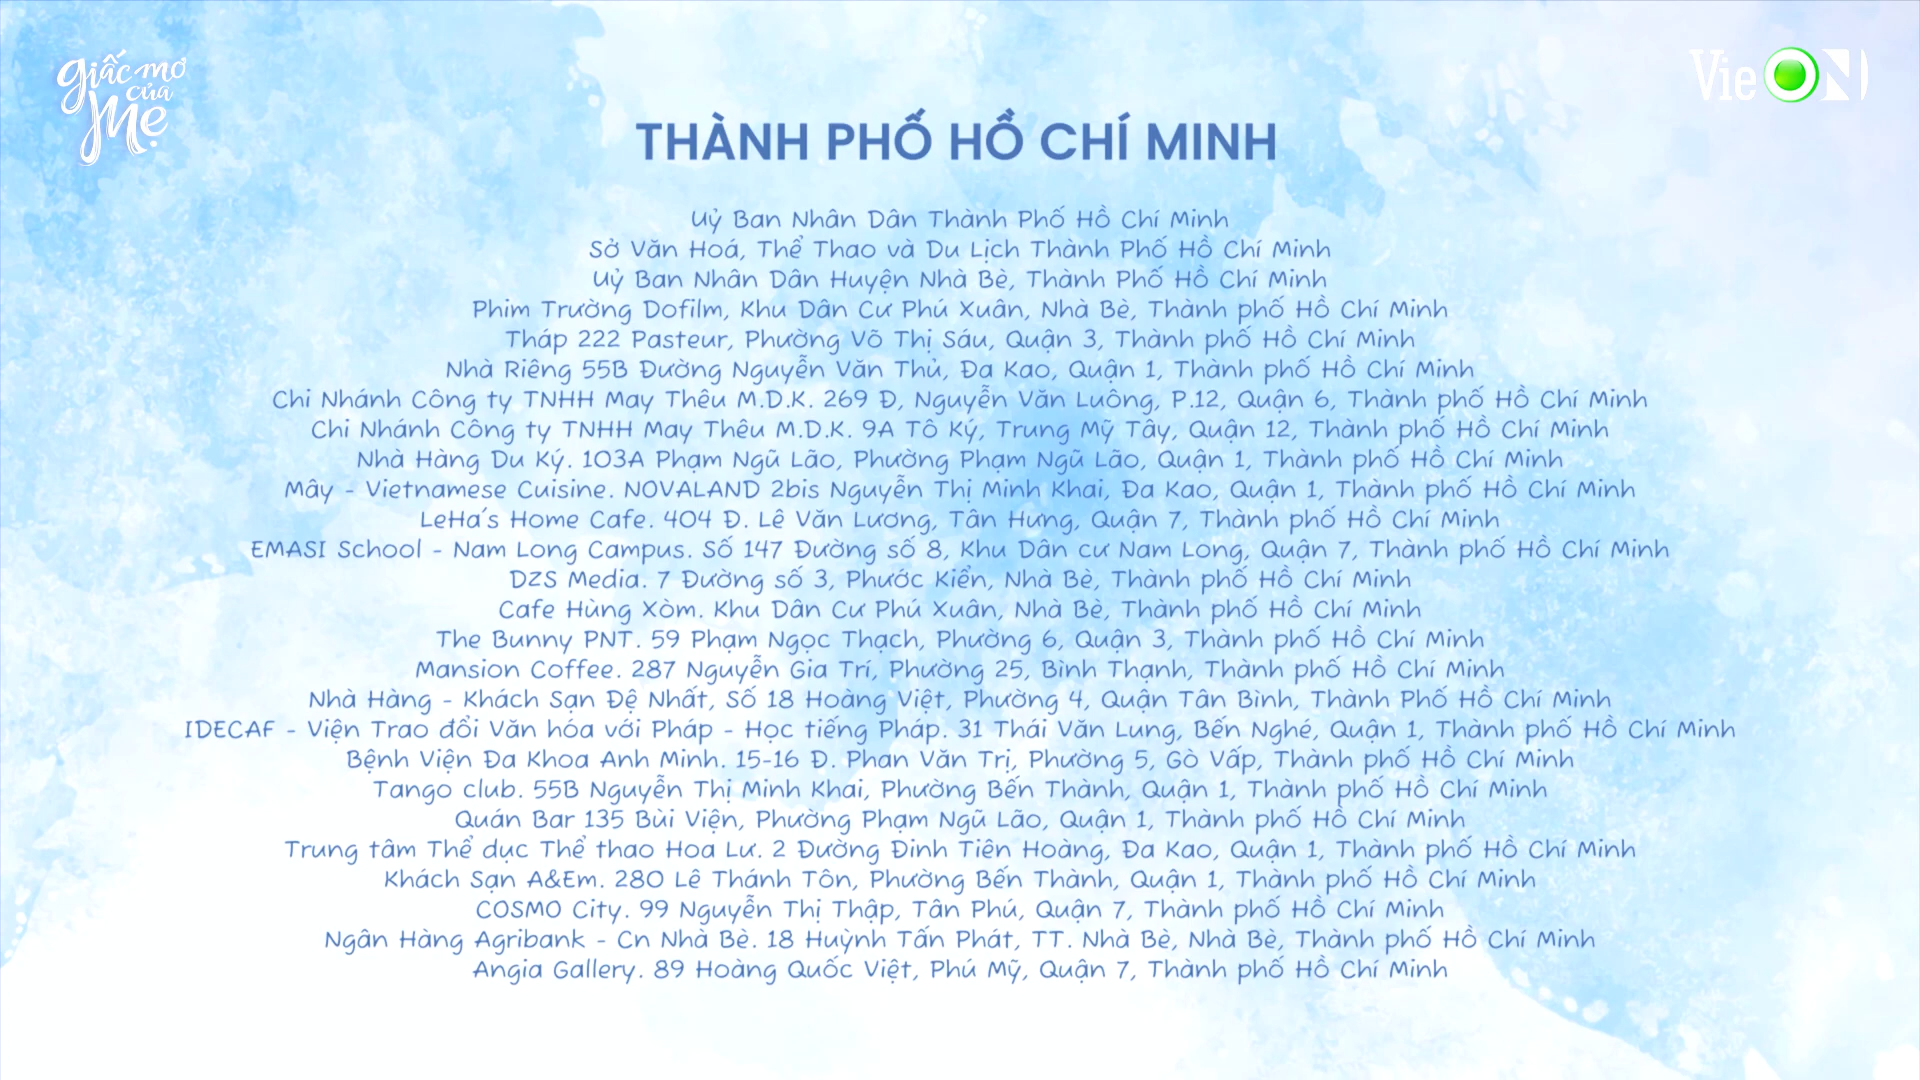 giấc mơ
của
Mẹ
VieON
THÀNH PHỐ HỒ CHÍ MINH
Uỷ Ban Nhân Dân Thành Phố Hồ Chí Minh
Sở Văn Hoá, Thể Thao và Du Lịch Thành Phố Hồ Chí Minh
Uỷ Ban Nhân Dân Huyện Nhà Bè, Thành Phố Hồ Chí Minh
Phim Trường Dofilm, Khu Dân Cư Phú Xuân, Nhà Bè, Thành phố Hồ Chí Minh
Tháp 222 Pasteur, Phường Võ Thị Sáu, Quận 3, Thành phố Hồ Chí Minh
Nhà Riêng 55B Đường Nguyễn Văn Thủ, Đa Kao, Quận 1, Thành phố Hồ Chí Minh
Chi Nhánh Công ty TNHH May Thêu M.D.K. 269 Đ, Nguyễn Văn Luông, P.12, Quận 6, Thành phố Hồ Chí Minh
Chi Nhánh Công ty TNHH May Thêu M.D.K. 9A Tô Ký, Trung Mỹ Tây, Quận 12, Thành phố Hồ Chí Minh
Nhà Hàng Du Ký. 103A Phạm Ngũ Lão, Phường Phạm Ngũ Lão, Quận 1, Thành phố Hồ Chí Minh
Mây - Vietnamese Cuisine. NOVALAND 2bis Nguyễn Thị Minh Khai, Đa Kao, Quận 1, Thành phố Hồ Chí Minh
LeHa's Home Cafe. 404 Đ. Lê Văn Lương, Tân Hưng, Quận 7, Thành phố Hồ Chí Minh
EMASI School - Nam Long Campus. Số 147 Đường số 8, Khu Dân cư Nam Long, Quận 7, Thành phố Hồ Chí Minh
DZS Media. 7 Đường số 3, Phước Kiển, Nhà Bè, Thành phố Hồ Chí Minh
Cafe Hùng Xòm. Khu Dân Cư Phú Xuân, Nhà Bè, Thành phố Hồ Chí Minh
The Bunny PNT. 59 Phạm Ngọc Thạch, Phường 6, Quận 3, Thành phố Hồ Chí Minh
Mansion Coffee. 287 Nguyễn Gia Trí, Phường 25, Bình Thạnh, Thành phố Hồ Chí Minh
Nhà Hàng - Khách Sạn Đệ Nhất, Số 18 Hoàng Việt, Phường 4, Quận Tân Bình, Thành Phố Hồ Chí Minh
IDECAF - Viện Trao đổi Văn hóa với Pháp - Học tiếng Pháp. 31 Thái Văn Lung, Bến Nghé, Quận 1, Thành phố Hồ Chí Minh
Bệnh Viện Đa Khoa Anh Minh. 15-16 Đ. Phan Văn Trị, Phường 5, Gò Vấp, Thành phố Hồ Chí Minh
Tango club. 55B Nguyễn Thị Minh Khai, Phường Bến Thành, Quận 1, Thành phố Hồ Chí Minh
Quán Bar 135 Bùi Viện, Phường Phạm Ngũ Lão, Quận 1, Thành phố Hồ Chí Minh
Trung tâm Thể dục Thể thao Hoa Lư. 2 Đường Đinh Tiên Hoàng, Đa Kao, Quận 1, Thành phố Hồ Chí Minh
Khách Sạn A&Em. 280 Lê Thánh Tôn, Phường Bến Thành, Quận 1, Thành phố Hồ Chí Minh
COSMO City. 99 Nguyễn Thị Thập, Tân Phú, Quận 7, Thành phố Hồ Chí Minh
Ngân Hàng Agribank - Cn Nhà Bè. 18 Huỳnh Tấn Phát, TT. Nhà Bè, Nhà Bè, Thành phố Hồ Chí Minh
Angia Gallery. 89 Hoàng Quốc Việt, Phú Mỹ, Quận 7, Thành phố Hồ Chí Minh